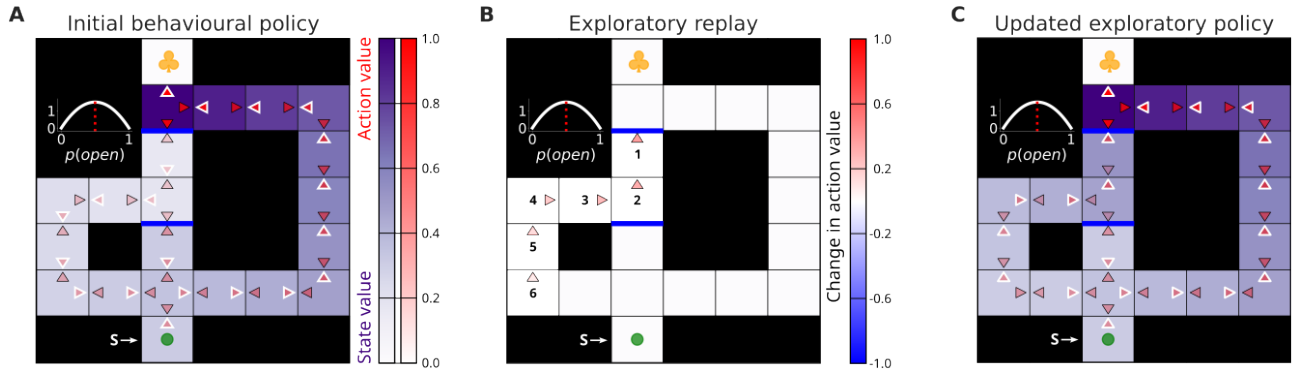 A
Initial behavioural policy
1
0
0
1
p(open)
S→
Action value
State value
1.0
0.8
0.6
0.4
0.2
0.0
B
Exploratory replay
1
0
0
1
p(open)
1
4
3
2
5
6
S→
Change in action value
1.0
0.6
0.2
-0.2
-0.6
-1.0
C
Updated exploratory policy
1
0
0
1
p(open)
S→